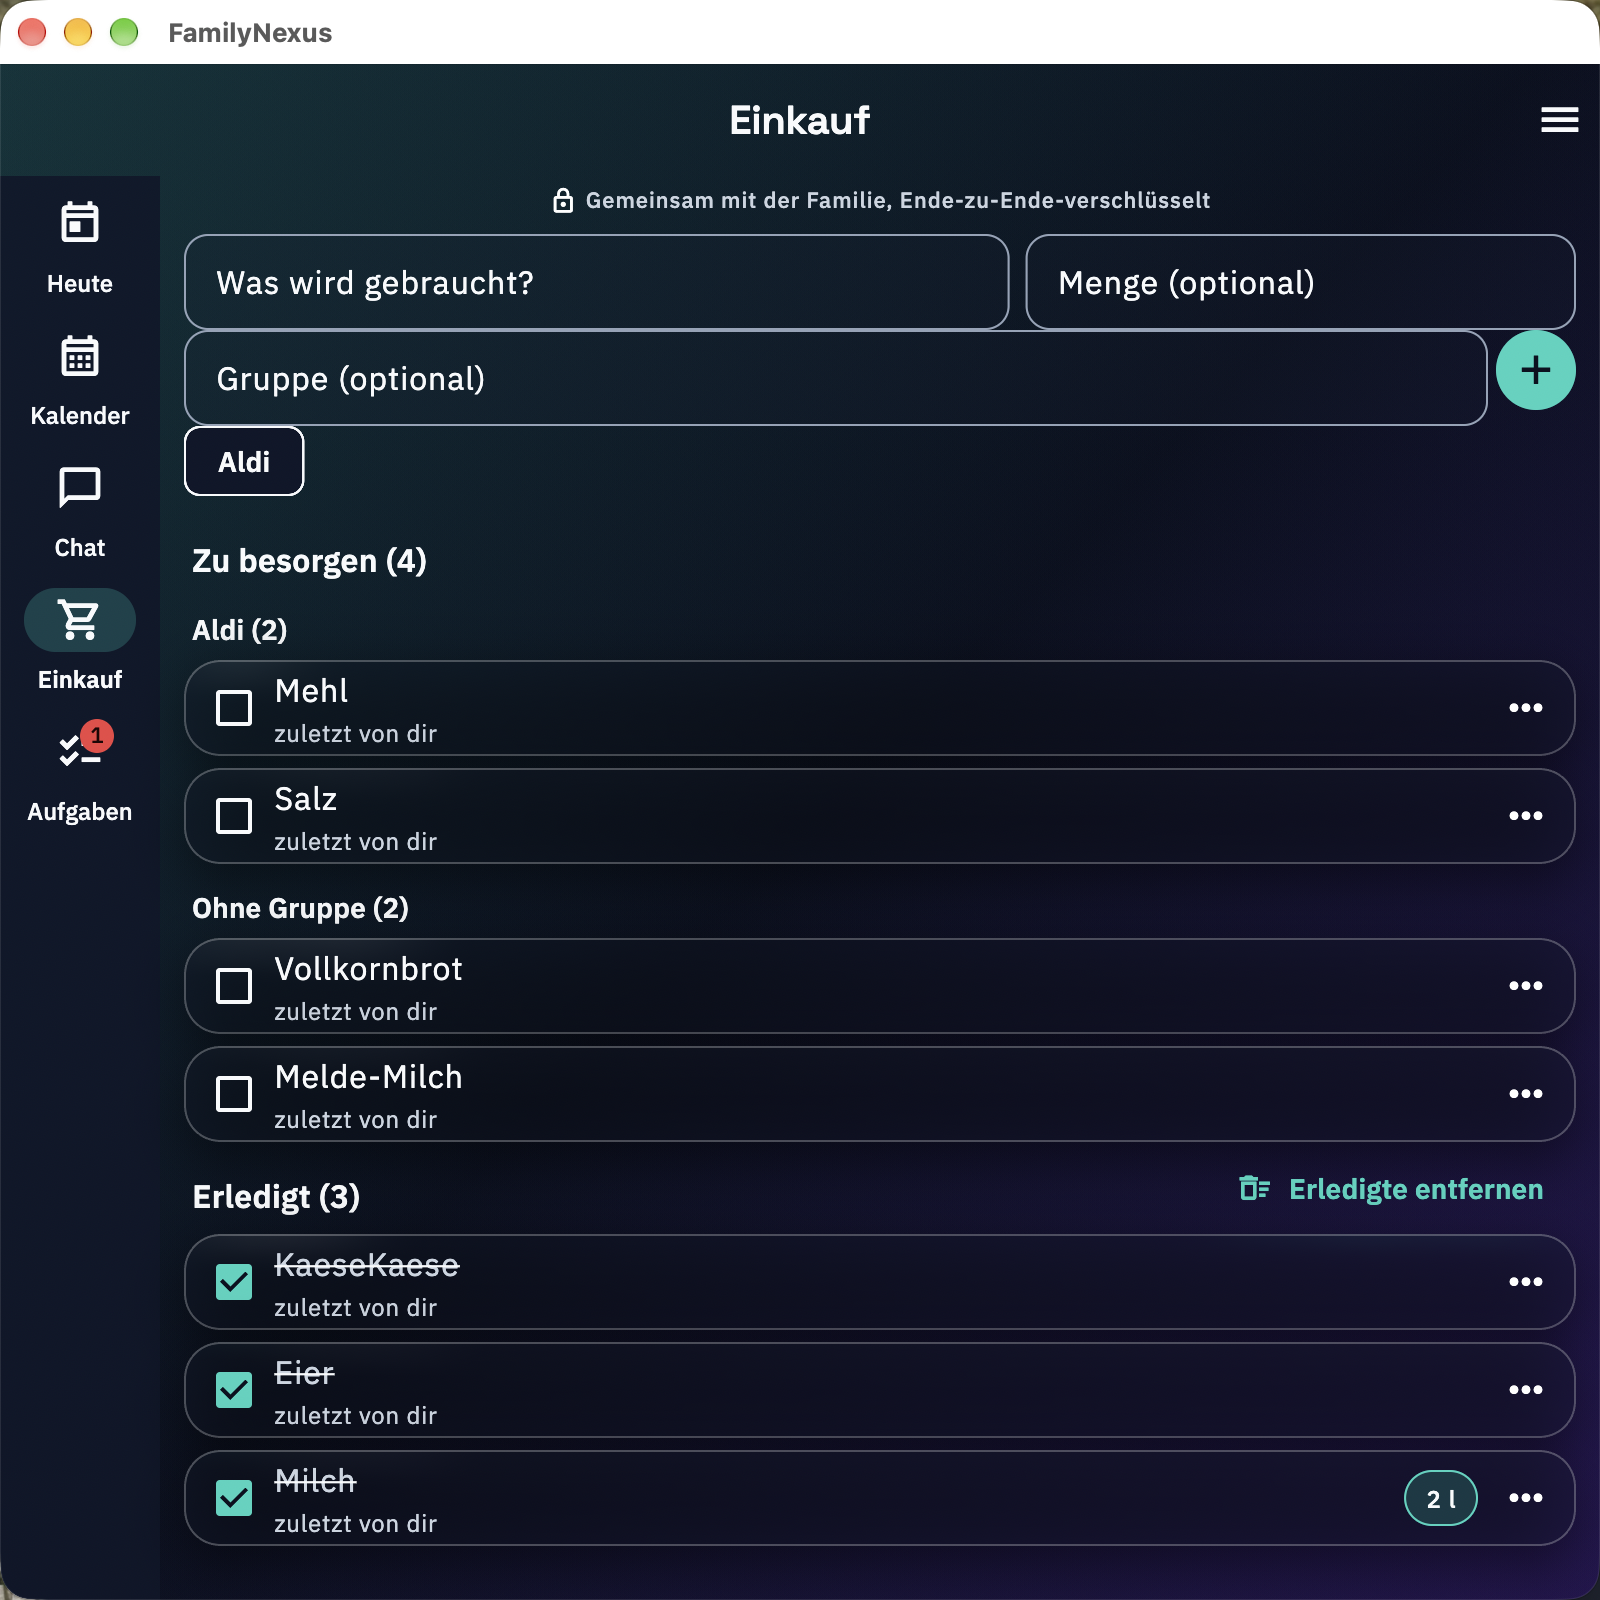 FamilyNexus
Einkauf
Gemeinsam mit der Familie, Ende-zu-Ende-verschlüsselt
Heute
Kalender
Chat
Einkauf
1
Aufgaben
Was wird gebraucht?
Menge (optional)
Gruppe (optional)
Aldi
Zu besorgen (4)
Aldi (2)
Mehl
zuletzt von dir
Salz
zuletzt von dir
Ohne Gruppe (2)
Vollkornbrot
zuletzt von dir
Melde-Milch
zuletzt von dir
Erledigt (3)
Erledigte entfernen
KaeseKaese
zuletzt von dir
Eier
zuletzt von dir
Milch
zuletzt von dir
2 l